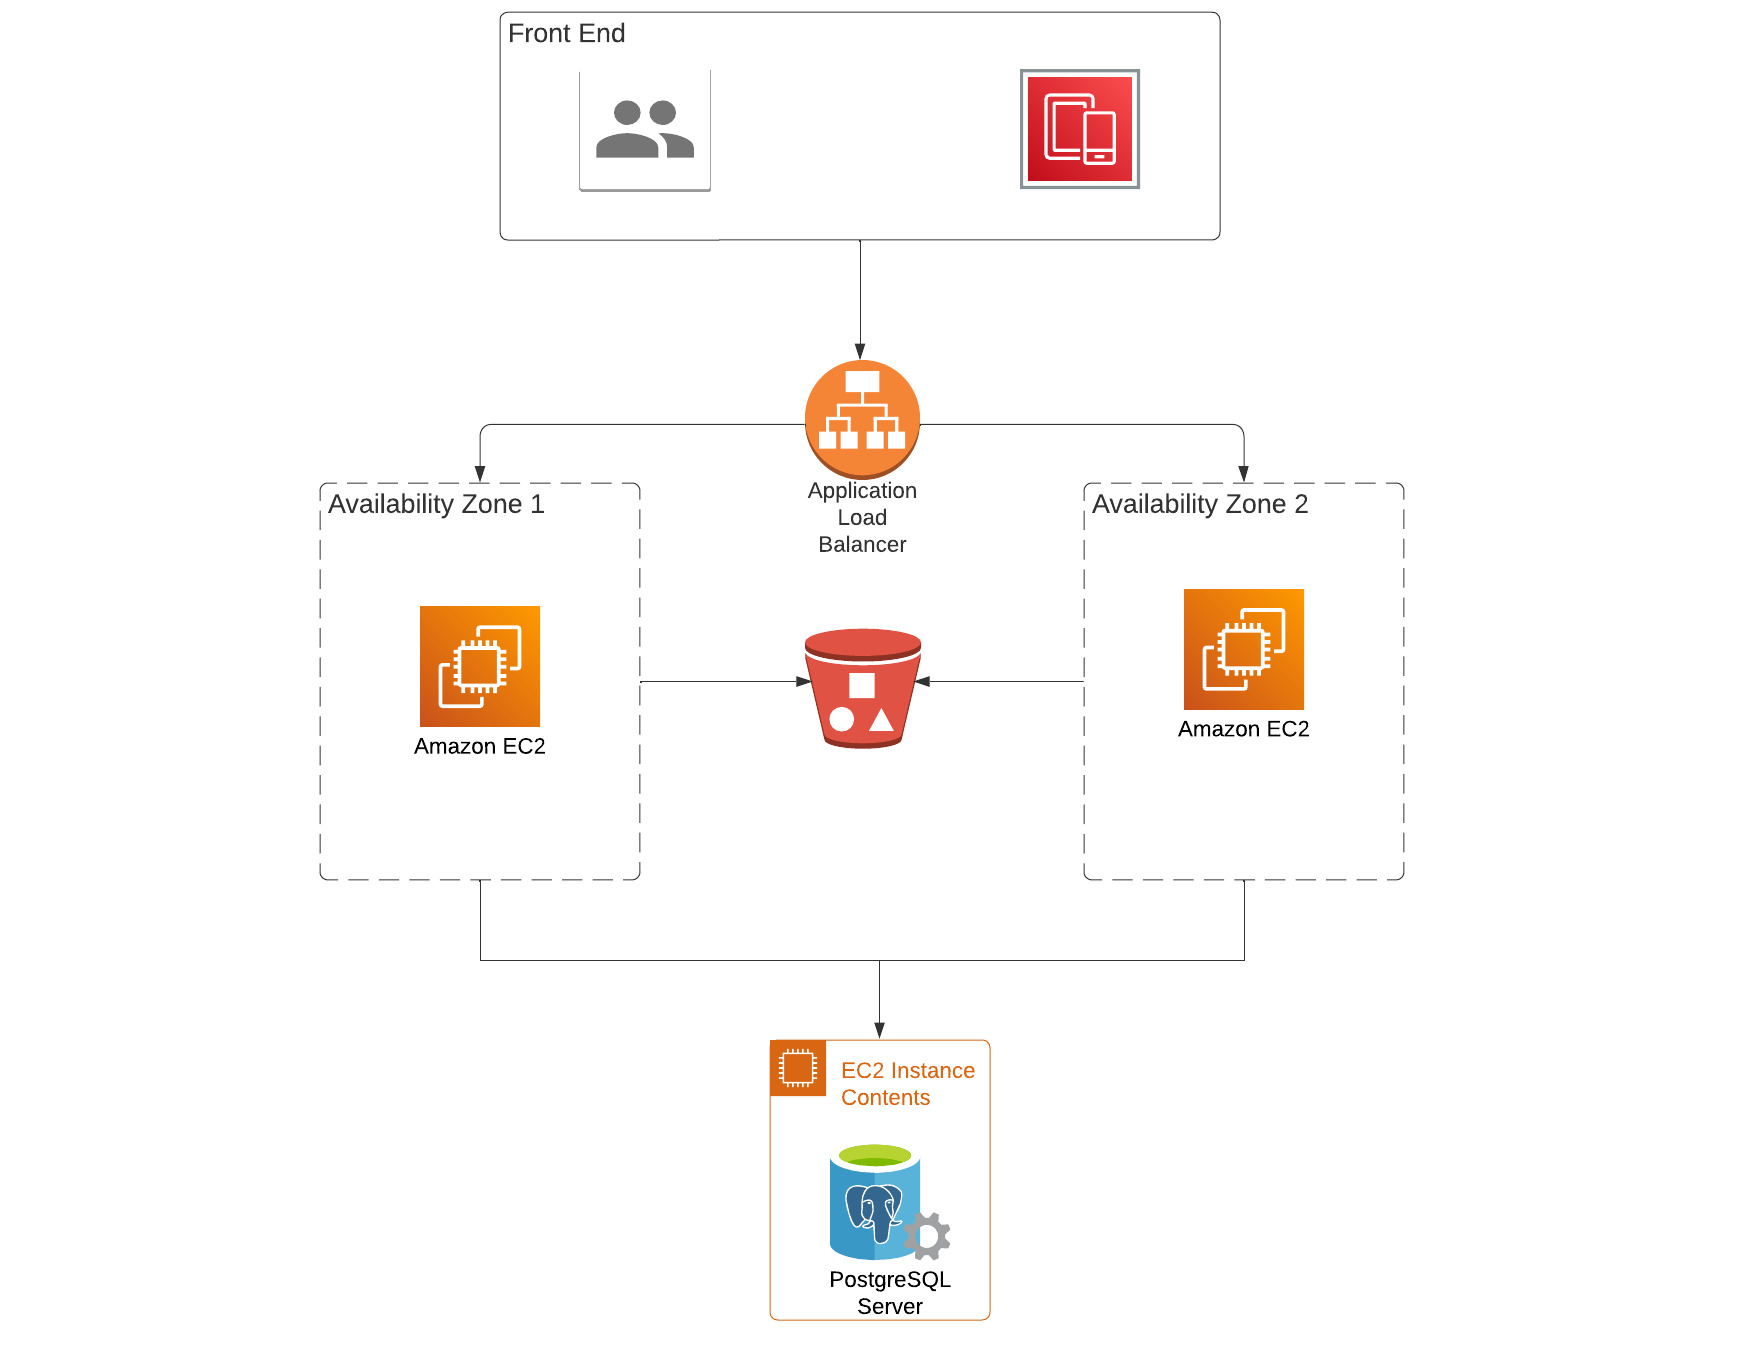 Front End
Application
Load
Balancer
Availability Zone 1
Availability Zone 2
Amazon EC2
Amazon EC2
EC2 Instance
Contents
PostgreSQL
Server